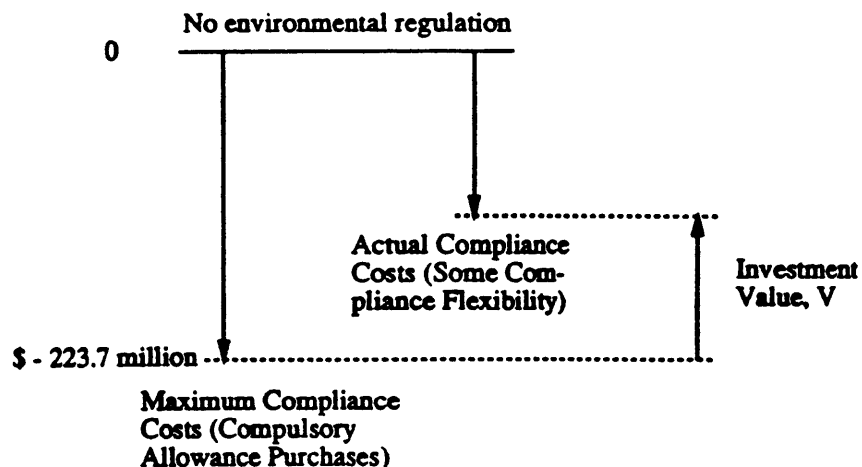 No environmental regulation
0
Actual Compliance
Costs (Some Com-
pliance Flexibility)
Investment
Value, V
$ - 223.7 million
Maximum Compliance
Costs (Compulsory
Allowance Purchases)